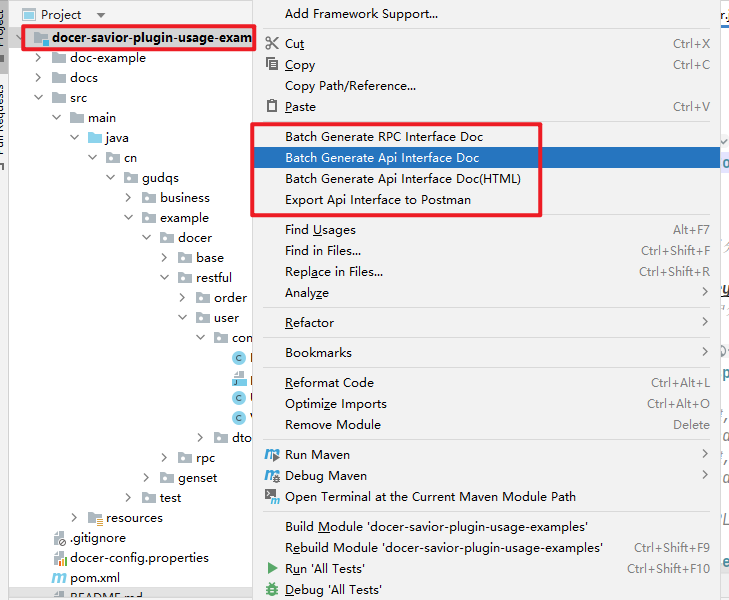 Project
docer-savior-plugin-usage-exam
doc-example
docs
src
main
java
cn
gudqs
business
example
docer
base
restful
order
user
con
dto
rpc
genset
test
resources
.gitignore
docer-config.properties
pom.xml
README.md
Add Framework Support...
Cut Ctrl+X
Copy Ctrl+C
Copy Path/Reference...
Paste Ctrl+V
Batch Generate RPC Interface Doc
Batch Generate Api Interface Doc
Batch Generate Api Interface Doc(HTML)
Export Api Interface to Postman
Find Usages Alt+F7
Find in Files... Ctrl+Shift+F
Replace in Files... Ctrl+Shift+R
Analyze
Refactor
Bookmarks
Reformat Code Ctrl+Alt+L
Optimize Imports Ctrl+Alt+O
Remove Module Delete
Run Maven
Debug Maven
Open Terminal at the Current Maven Module Path
Build Module 'docer-savior-plugin-usage-examples'
Rebuild Module 'docer-savior-plugin-usage-examples' Ctrl+Shift+F9
Run 'All Tests' Ctrl+Shift+F10
Debug 'All Tests'